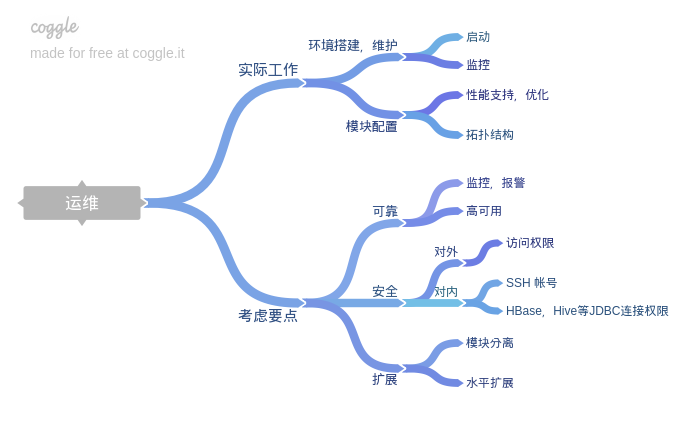 coggle
made for free at coggle.it
运维
实际工作
环境搭建，维护
启动
监控
模块配置
性能支持，优化
拓扑结构
考虑要点
可靠
监控，报警
高可用
安全
对外
访问权限
对内
SSH 帐号
HBase，Hive等JDBC连接权限
扩展
模块分离
水平扩展